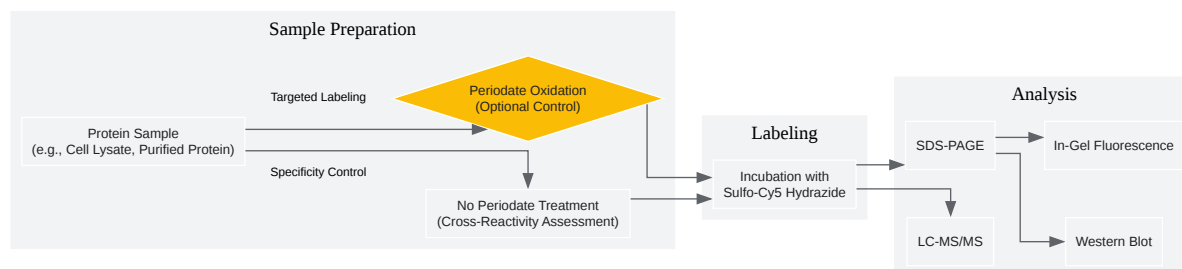 Sample Preparation
Targeted Labeling
Periodate Oxidation
(Optional Control)
Protein Sample
(e.g., Cell Lysate, Purified Protein)
Specificity Control
No Periodate Treatment
(Cross-Reactivity Assessment)
Labeling
Incubation with
Sulfo-Cy5 Hydrazide
Analysis
SDS-PAGE
In-Gel Fluorescence
LC-MS/MS
Western Blot